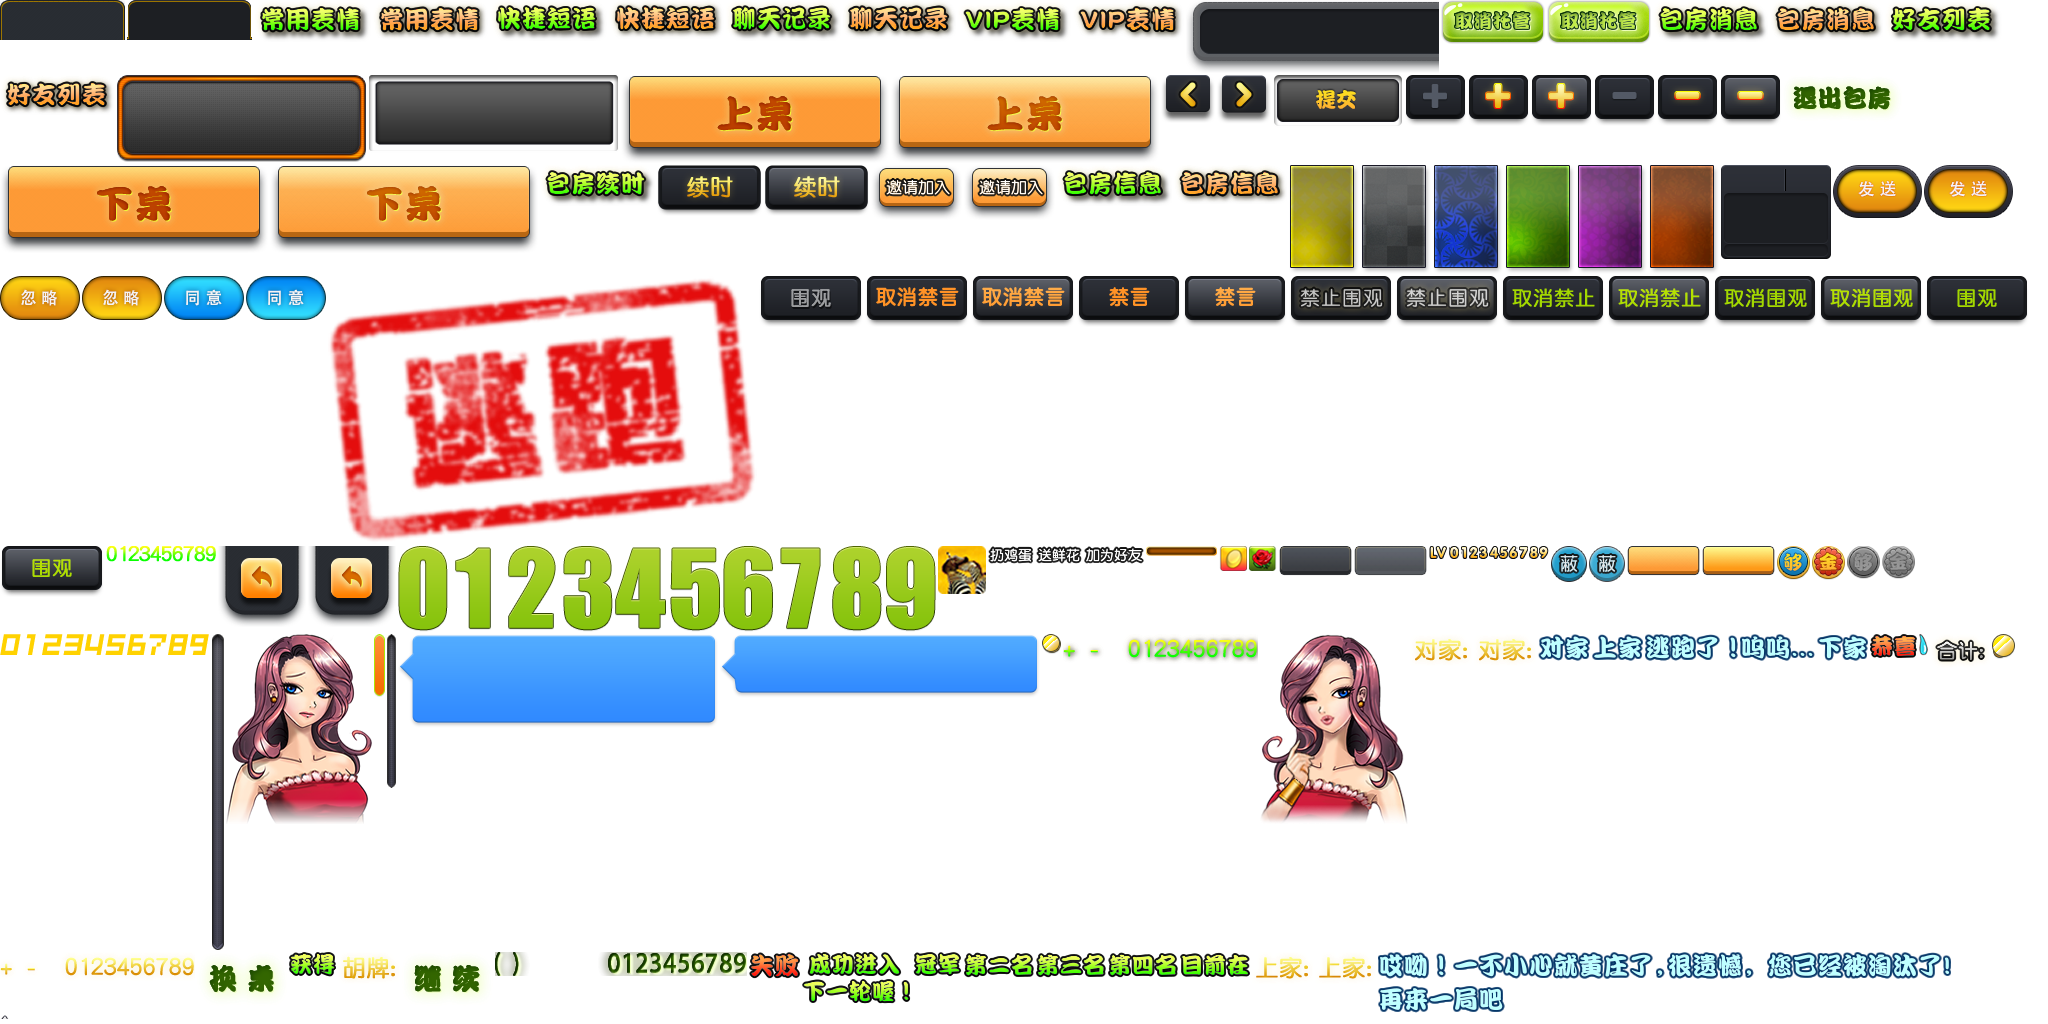 常用表情 常用表情 快捷短语 快捷短语 聊天记录 聊天记录 VIP表情 VIP表情 取消托管 取消托管 包房消息 包房消息 好友列表
好友列表 上桌 上桌 提交 退出包房
下桌 下桌 包房续时 续时 续时 邀请加入 邀请加入 包房信息 包房信息 发送 发送
忽略 忽略 同意 同意 围观 取消禁言 取消禁言 禁言 禁言 禁止围观 禁止围观 取消禁止 取消禁止 取消围观 取消围观 围观
逃跑
围观 0123456789 0123456789 扔鸡蛋 送鲜花 加为好友 LV 0123456789 蔽 蔽 够 金 够 金
0123456789 + - 0123456789 对家: 对家: 对家 上家 逃跑了!呜呜... 下家 恭喜 合计:
+ - 0123456789 换桌 获得 胡牌: 继续 ( ) 0123456789 失败 成功进入 冠军 第二名 第三名 第四名 目前在 上家: 上家: 哎呦!一不小心就黄庄了, 很遗憾, 您已经被淘汰了!
下一轮喔! 再来一局吧